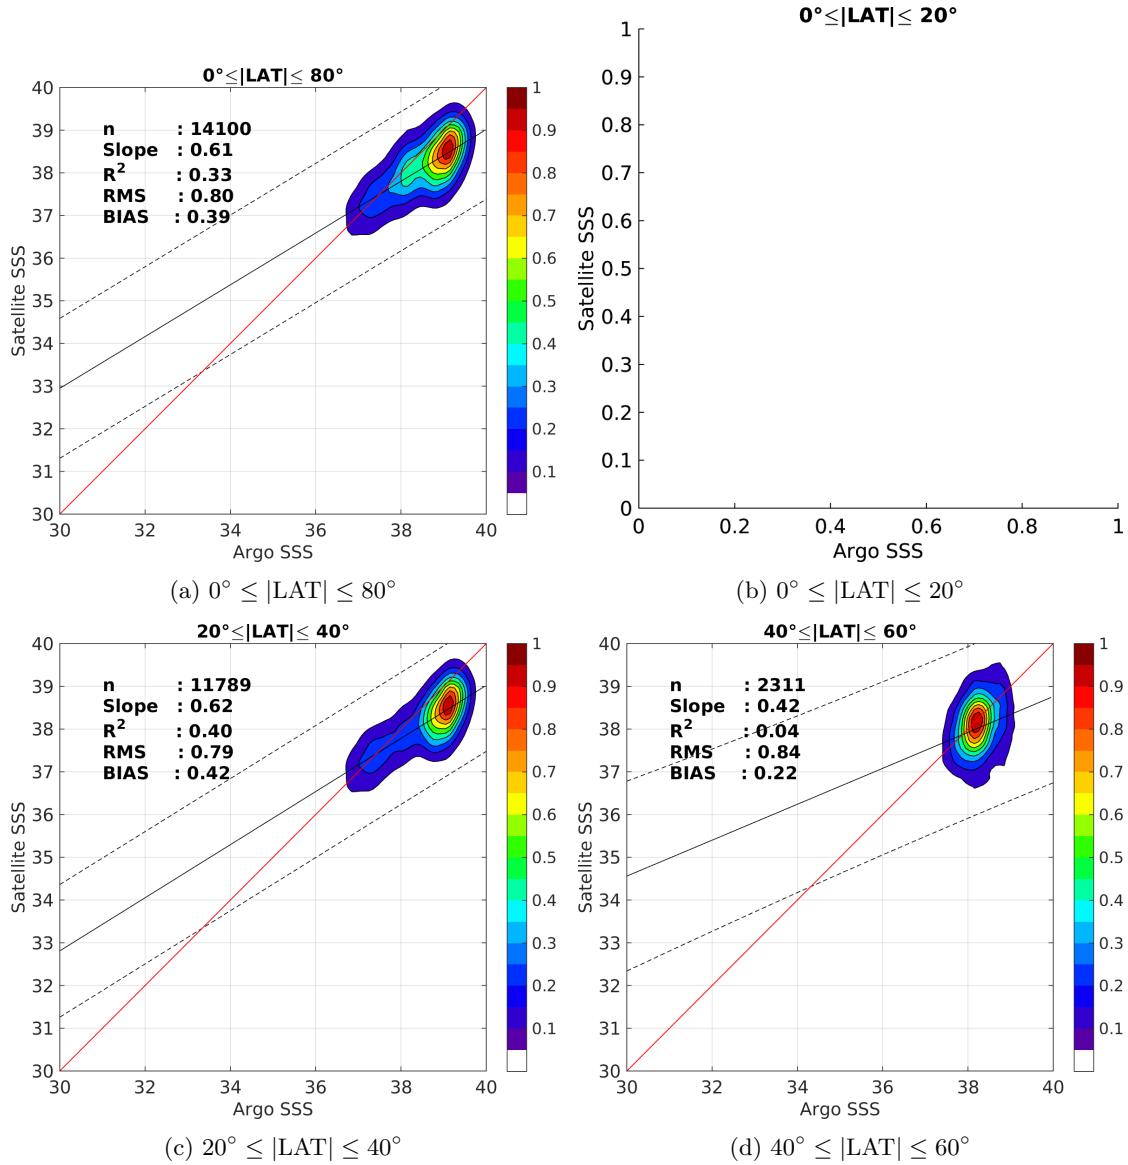 0°≤|LAT|≤ 80°
n : 14100
Slope : 0.61
R² : 0.33
RMS : 0.80
BIAS : 0.39
40
39
38
37
36
35
34
33
32
31
30
Satellite SSS
30 32 34 36 38 40
Argo SSS
1
0.9
0.8
0.7
0.6
0.5
0.4
0.3
0.2
0.1
(a) 0° ≤ |LAT| ≤ 80°
0°≤|LAT|≤ 20°
1
0.9
0.8
0.7
0.6
0.5
0.4
0.3
0.2
0.1
0
Satellite SSS
0 0.2 0.4 0.6 0.8 1
Argo SSS
(b) 0° ≤ |LAT| ≤ 20°
20°≤|LAT|≤ 40°
n : 11789
Slope : 0.62
R² : 0.40
RMS : 0.79
BIAS : 0.42
40
39
38
37
36
35
34
33
32
31
30
Satellite SSS
30 32 34 36 38 40
Argo SSS
1
0.9
0.8
0.7
0.6
0.5
0.4
0.3
0.2
0.1
(c) 20° ≤ |LAT| ≤ 40°
40°≤|LAT|≤ 60°
n : 2311
Slope : 0.42
R² : 0.04
RMS : 0.84
BIAS : 0.22
40
39
38
37
36
35
34
33
32
31
30
Satellite SSS
30 32 34 36 38 40
Argo SSS
1
0.9
0.8
0.7
0.6
0.5
0.4
0.3
0.2
0.1
(d) 40° ≤ |LAT| ≤ 60°